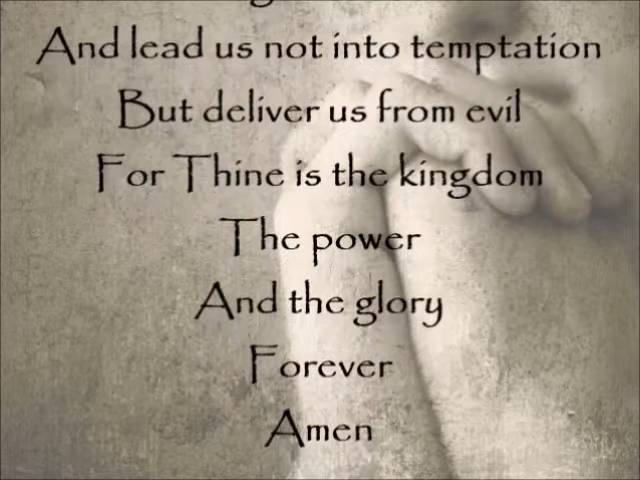 And lead us not into temptation
But deliver us from evil
For Thine is the kingdom
The power
And the glory
Forever
Amen